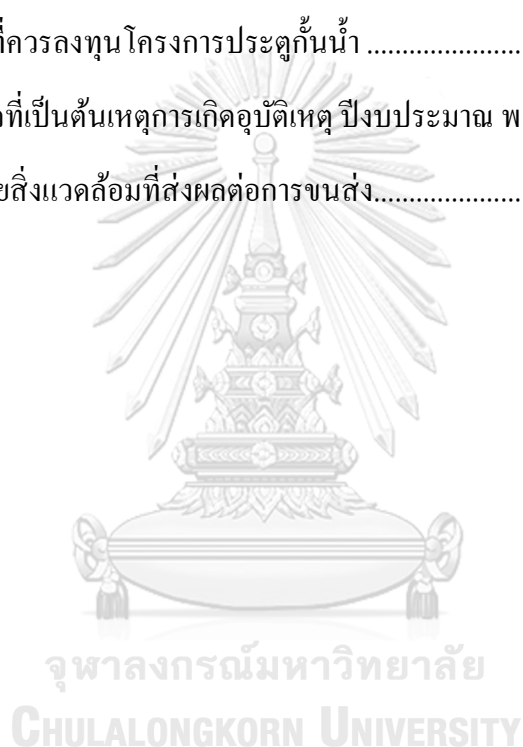 ที่ควรลงทุนโครงการประตูกั้นน้ำ ......................
ที่เป็นต้นเหตุการเกิดอุบัติเหตุ ปีงบประมาณ พ
สิ่งแวดล้อมที่ส่งผลต่อการขนส่ง.....................
จุฬาลงกรณ์มหาวิทยาลัย
CHULALONGKORN UNIVERSITY